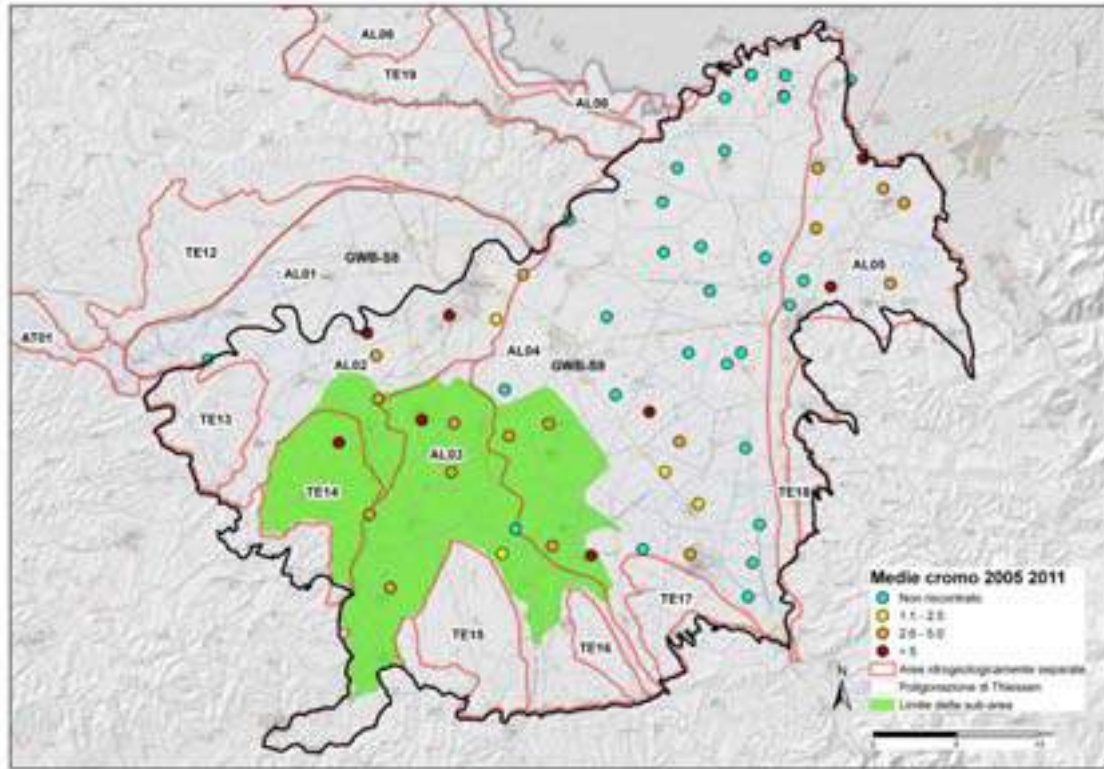 AL06
TE19
AL08
TE12
AL01
GWB-S8
AT01
AL05
AL02
AL04
GWB-S9
TE13
AL03
TE14
TE18
TE15
TE16
TE17
Medie cromo 2005 2011
Non riscontrato
1.1 - 2.5
2.6 - 5.0
> 5
Aree idrogeologicamente separate
Poligonazione di Thiessen
Limite della sub-area
N